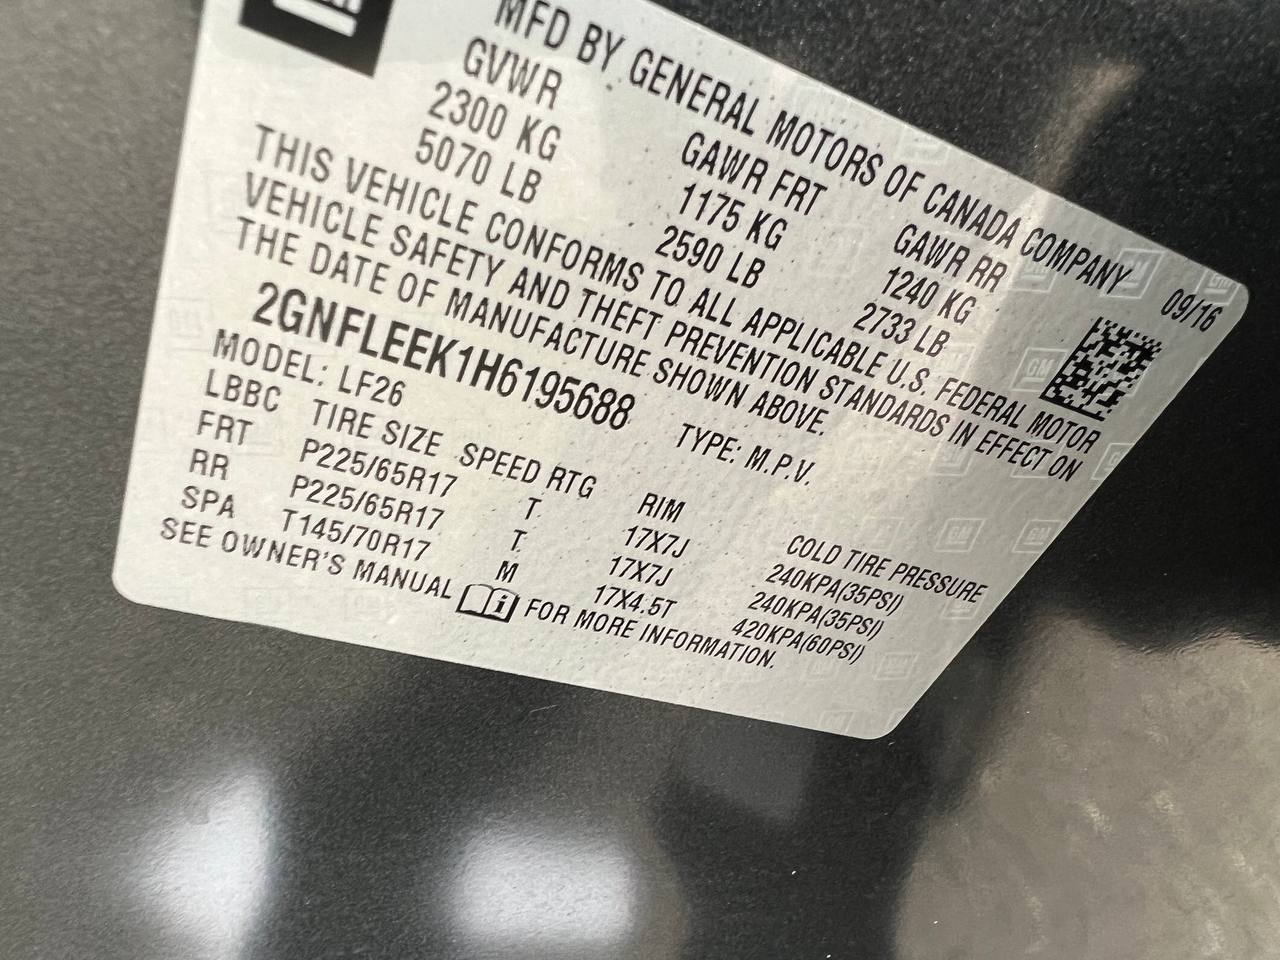 GM
MFD BY GENERAL MOTORS OF CANADA COMPANY 09/16
GVWR GAWR FRT GAWR RR
2300 KG 1175 KG 1240 KG
5070 LB 2590 LB 2733 LB
THIS VEHICLE CONFORMS TO ALL APPLICABLE U.S. FEDERAL MOTOR
VEHICLE SAFETY AND THEFT PREVENTION STANDARDS IN EFFECT ON
THE DATE OF MANUFACTURE SHOWN ABOVE.
2GNFLEEK1H6195688 TYPE: M.P.V.
MODEL: LF26
LBBC TIRE SIZE SPEED RTG RIM COLD TIRE PRESSURE
FRT P225/65R17 T 17X7J 240KPA(35PSI)
RR P225/65R17 T 17X7J 240KPA(35PSI)
SPA T145/70R17 M 17X4.5T 420KPA(60PSI)
SEE OWNER'S MANUAL i FOR MORE INFORMATION.